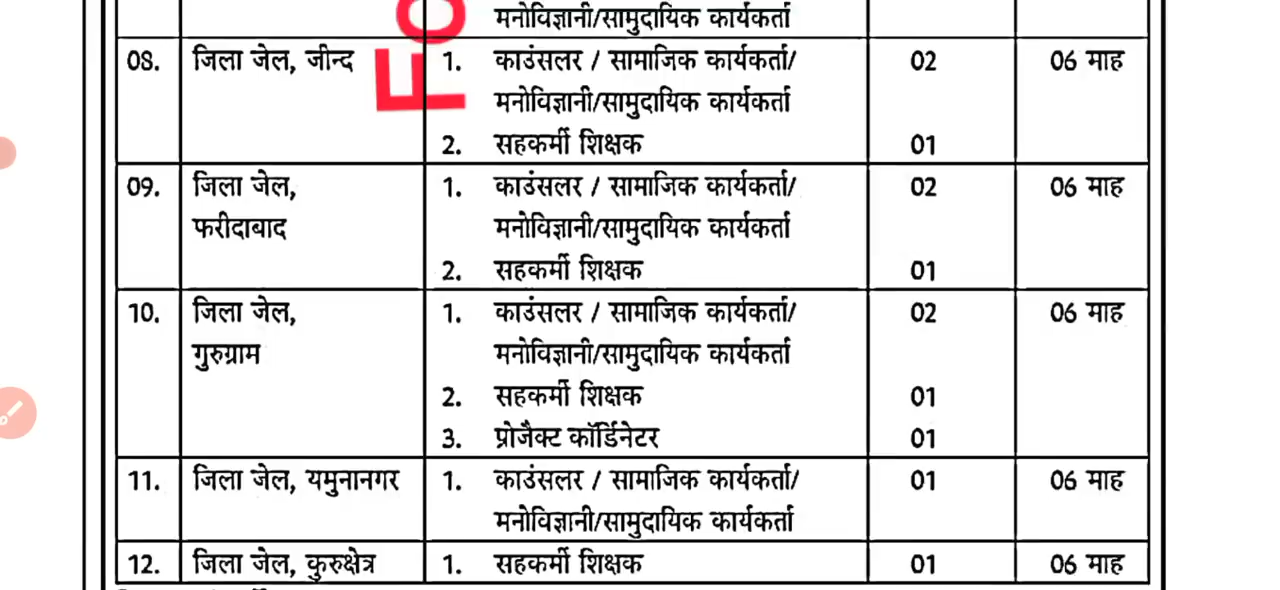 मनोविज्ञानी/सामुदायिक कार्यकर्ता
08. जिला जेल, जीन्द 1. काउंसलर / सामाजिक कार्यकर्ता/ 02 06 माह
मनोविज्ञानी/सामुदायिक कार्यकर्ता
2. सहकर्मी शिक्षक 01
09. जिला जेल, 1. काउंसलर / सामाजिक कार्यकर्ता/ 02 06 माह
फरीदाबाद मनोविज्ञानी/सामुदायिक कार्यकर्ता
2. सहकर्मी शिक्षक 01
10. जिला जेल, 1. काउंसलर / सामाजिक कार्यकर्ता/ 02 06 माह
गुरुग्राम मनोविज्ञानी/सामुदायिक कार्यकर्ता
2. सहकर्मी शिक्षक 01
3. प्रोजैक्ट कॉर्डिनेटर 01
11. जिला जेल, यमुनानगर 1. काउंसलर / सामाजिक कार्यकर्ता/ 01 06 माह
मनोविज्ञानी/सामुदायिक कार्यकर्ता
12. जिला जेल, कुरुक्षेत्र 1. सहकर्मी शिक्षक 01 06 माह
Fo